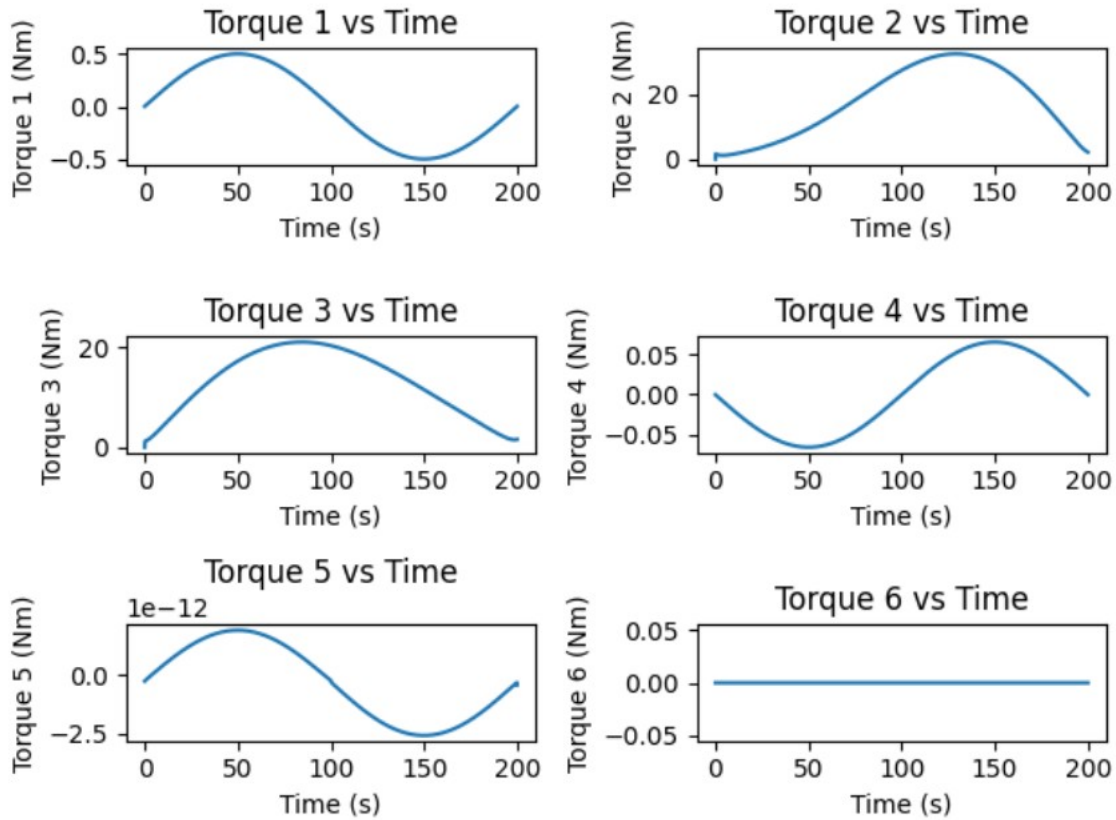 Torque 1 vs Time
Torque 1 (Nm)
0.5
0.0
−0.5
0 50 100 150 200
Time (s)
Torque 2 vs Time
Torque 2 (Nm)
20
0
0 50 100 150 200
Time (s)
Torque 3 vs Time
Torque 3 (Nm)
20
0
0 50 100 150 200
Time (s)
Torque 4 vs Time
Torque 4 (Nm)
0.05
0.00
−0.05
0 50 100 150 200
Time (s)
Torque 5 vs Time
1e−12
Torque 5 (Nm)
0.0
−2.5
0 50 100 150 200
Time (s)
Torque 6 vs Time
Torque 6 (Nm)
0.05
0.00
−0.05
0 50 100 150 200
Time (s)